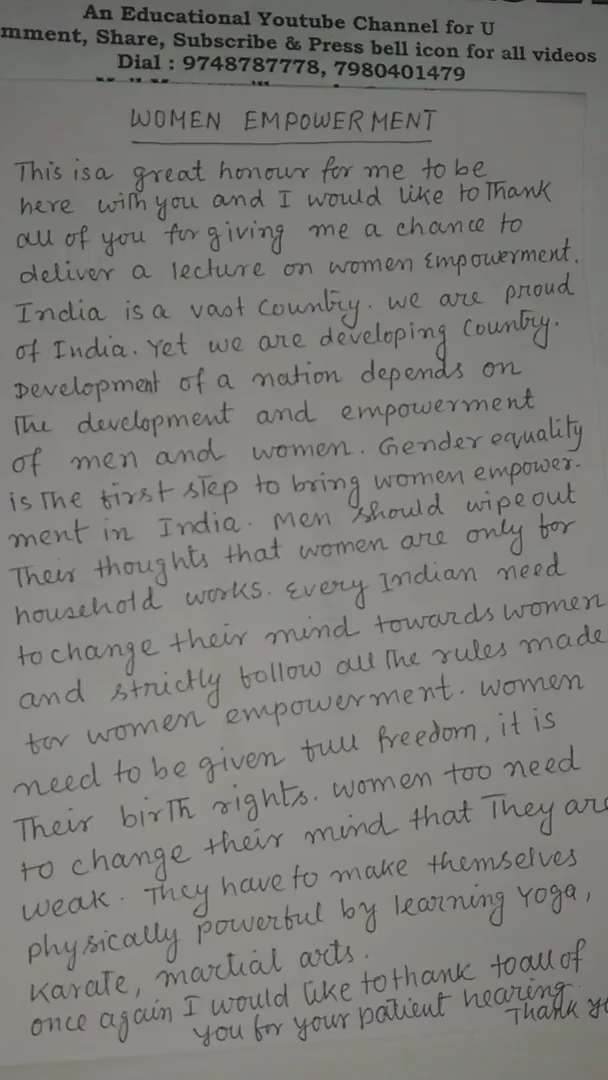 An Educational Youtube Channel for U
mment, Share, Subscribe & Press bell icon for all videos
Dial : 9748787778, 7980401479
WOMEN EMPOWERMENT
This is a great honour for me to be
here with you and I would like to Thank
all of you for giving me a chance to
deliver a lecture on women Empowerment.
India is a vast country. we are proud
of India. Yet we are developing Country.
Development of a nation depends on
The development and empowerment
of men and women. Gender equality
is The first step to bring women empower-
ment in India. Men should wipe out
Their thoughts that women are only for
household works. Every Indian need
to change their mind towards women
and strictly follow all The rules made
for women empowerment. women
need to be given full freedom, it is
Their birth rights. women too need
to change their mind that They are
weak. They have to make themselves
physically powerful by learning Yoga,
Karate, martial arts.
once again I would like to thank to all of
you for your patient hearing.
Thank Yo